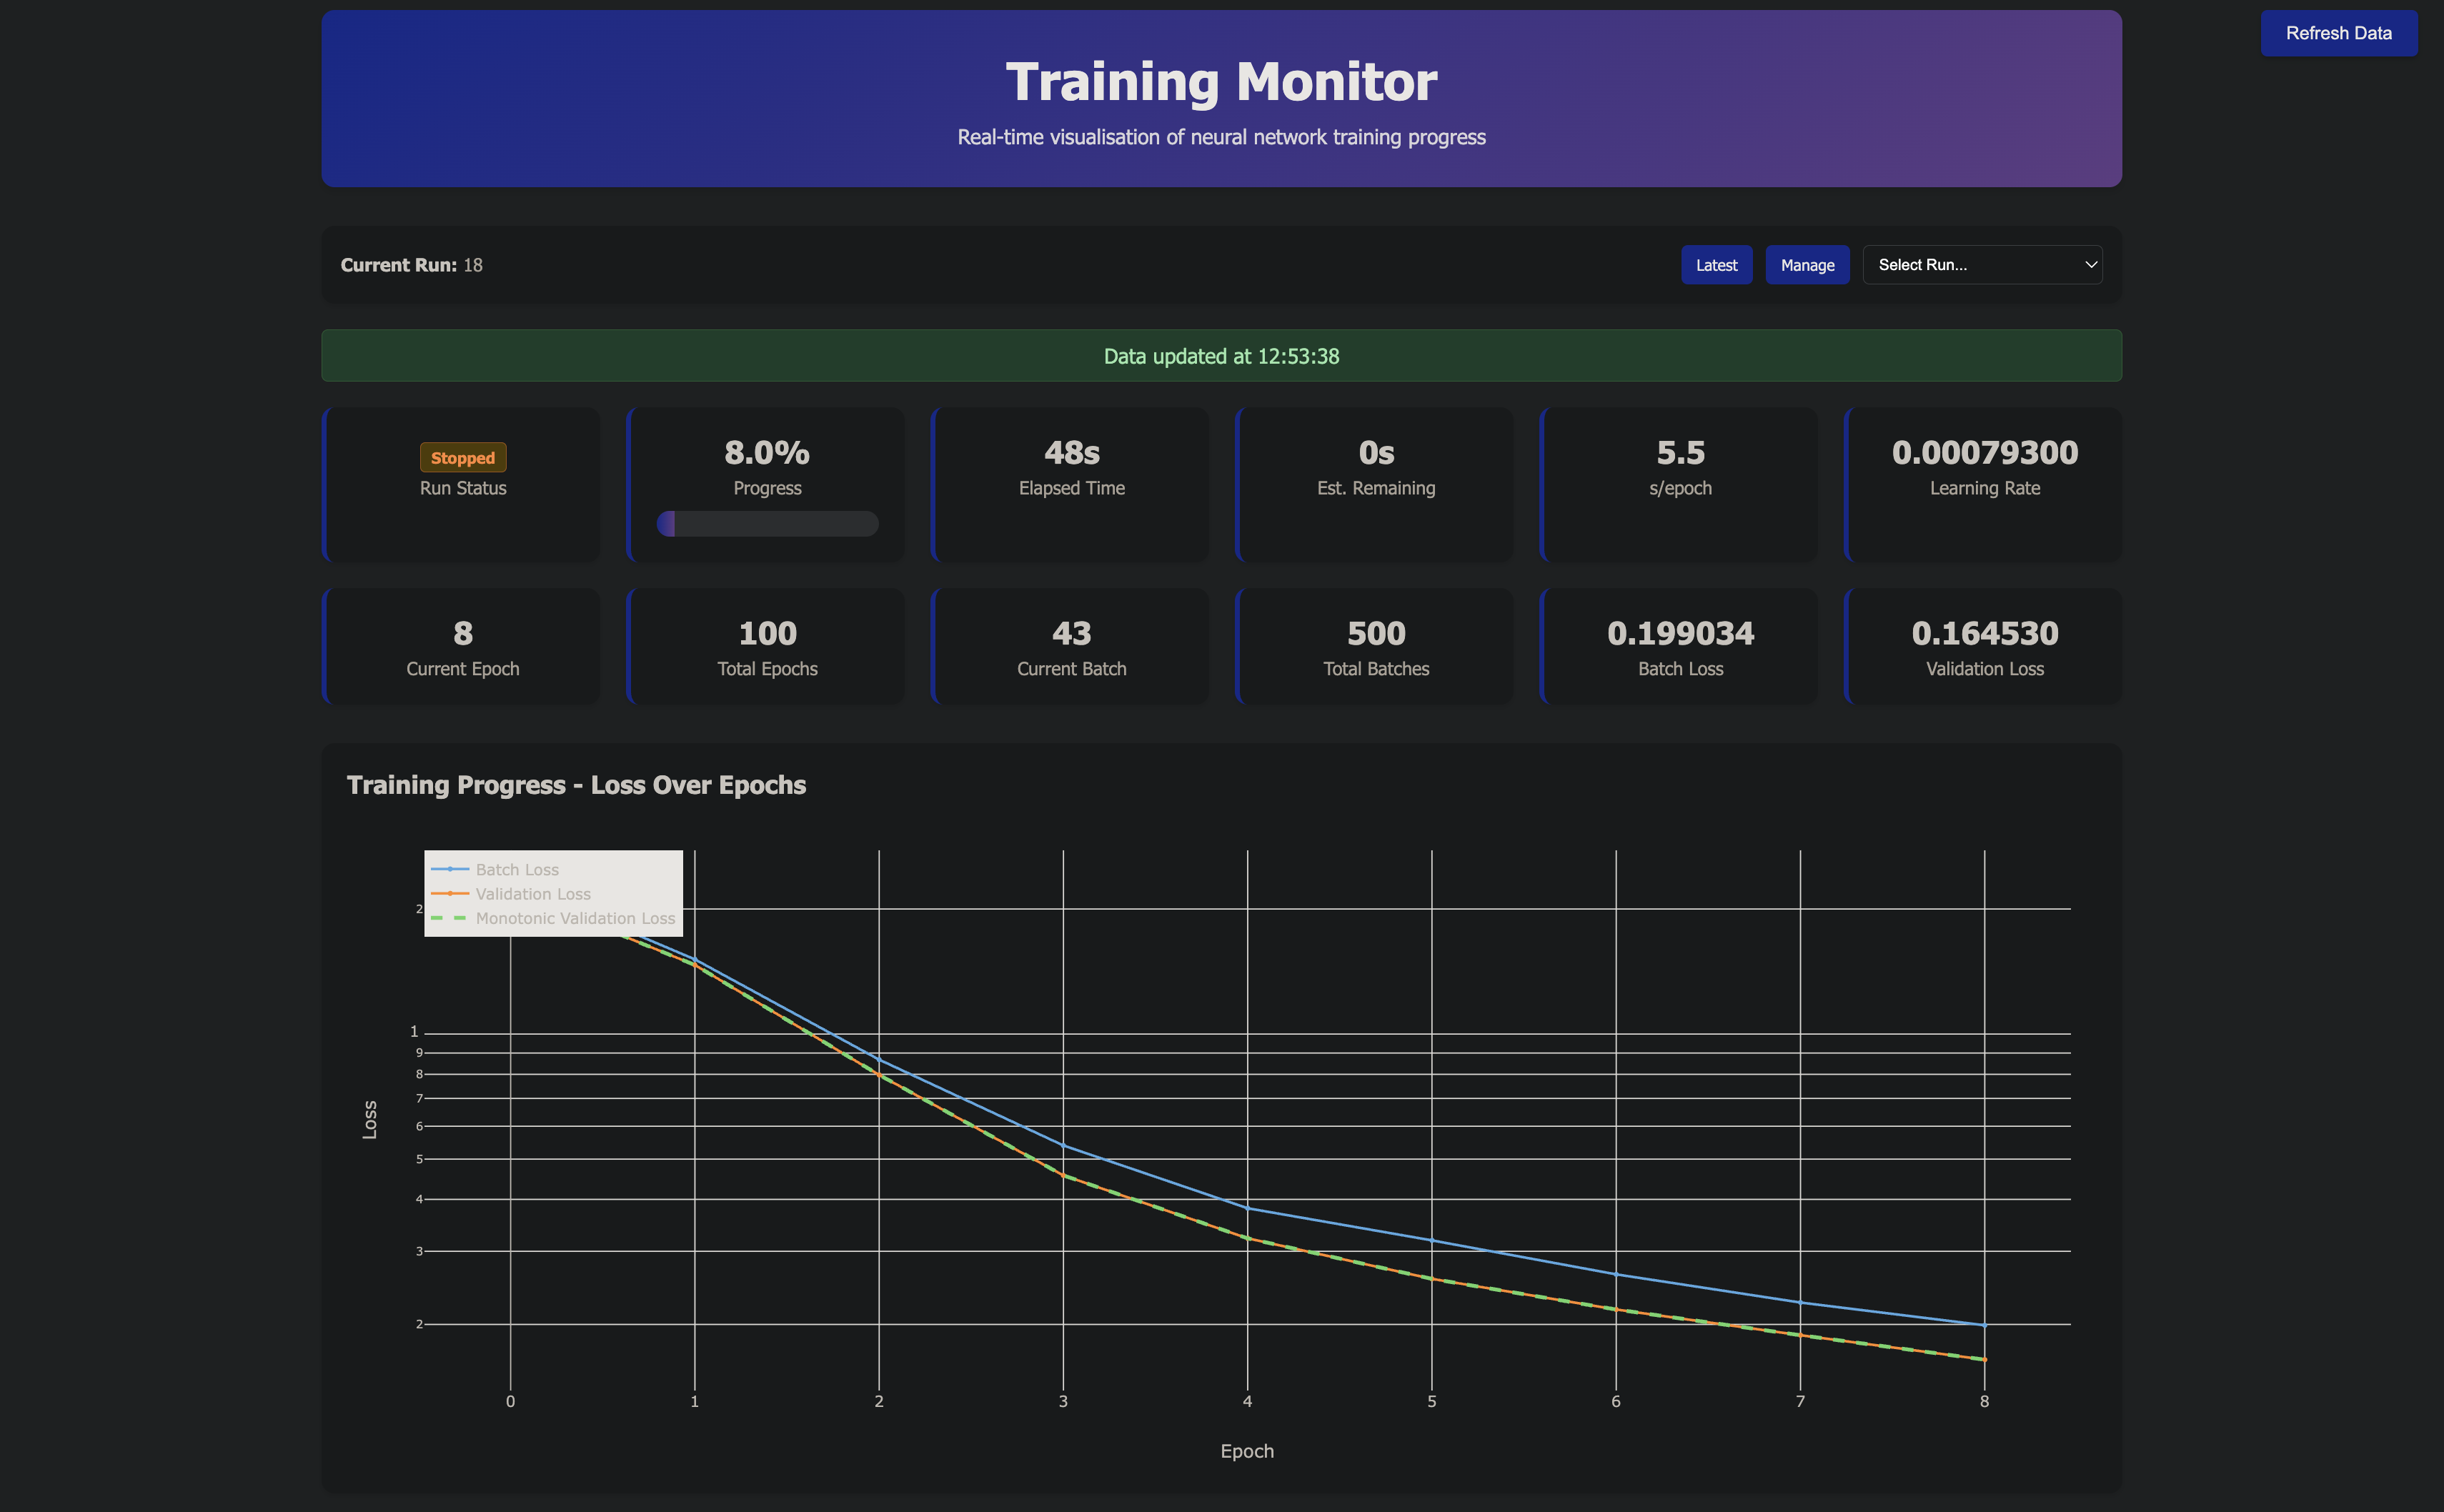 Refresh Data
Training Monitor
Real-time visualisation of neural network training progress
Current Run: 18
Latest
Manage
Select Run...
Data updated at 12:53:38
Stopped
Run Status
8.0%
Progress
48s
Elapsed Time
0s
Est. Remaining
5.5
s/epoch
0.00079300
Learning Rate
8
Current Epoch
100
Total Epochs
43
Current Batch
500
Total Batches
0.199034
Batch Loss
0.164530
Validation Loss
Training Progress - Loss Over Epochs
Batch Loss
Validation Loss
Monotonic Validation Loss
2
1
9
8
7
6
5
4
3
2
Loss
0 1 2 3 4 5 6 7 8
Epoch